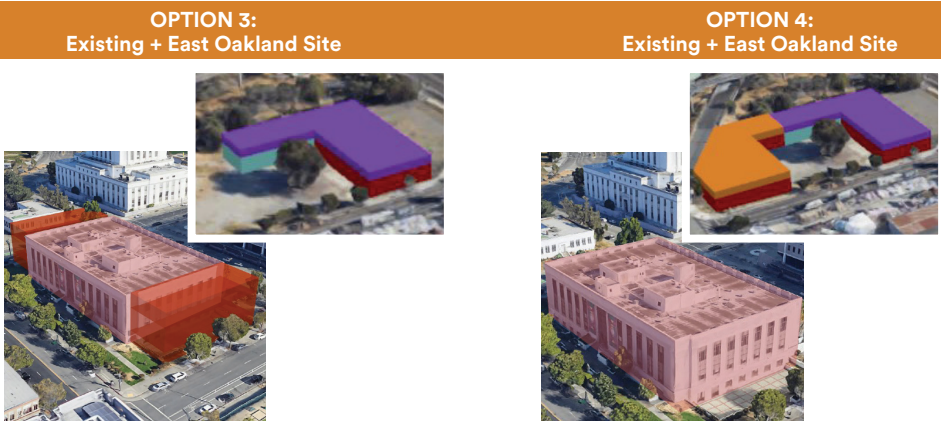 OPTION 3:
Existing + East Oakland Site
OPTION 4:
Existing + East Oakland Site